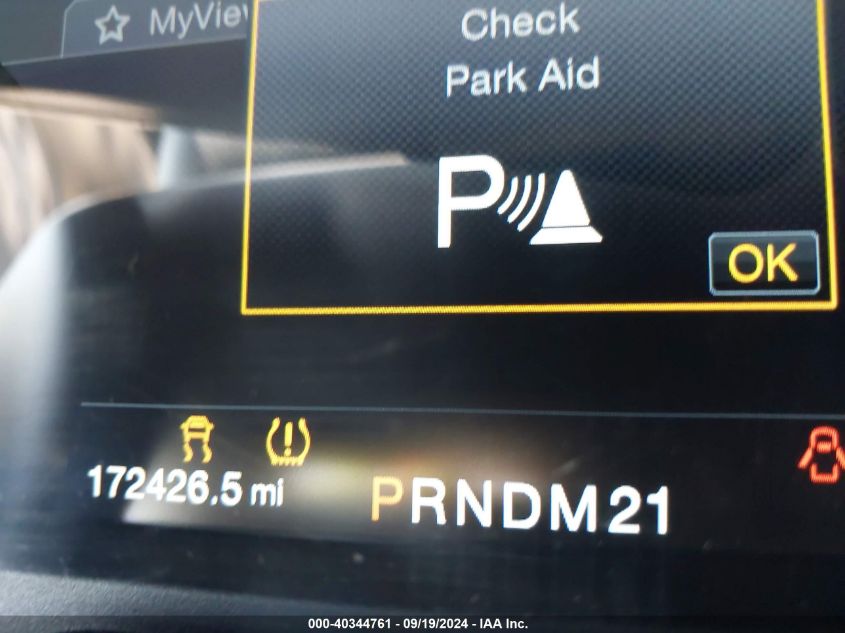 MyView
Check
Park Aid
P
OK
172426.5 mi
PRNDM21
000-40344761 - 09/19/2024 - IAA Inc.